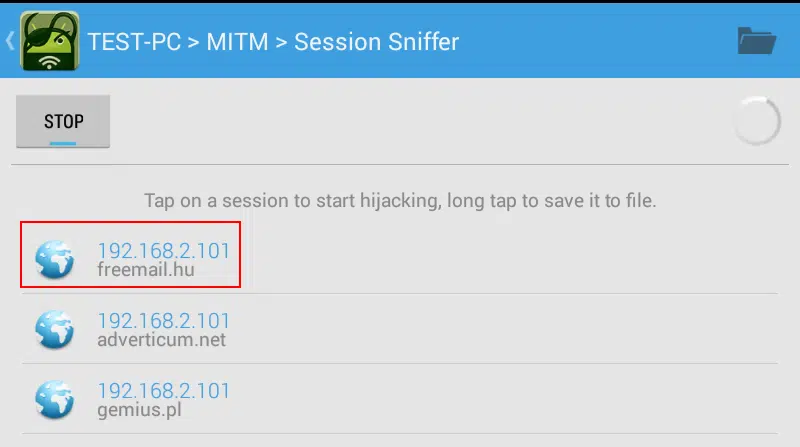 TEST-PC > MITM > Session Sniffer
STOP
Tap on a session to start hijacking, long tap to save it to file.
192.168.2.101
freemail.hu
192.168.2.101
adverticum.net
192.168.2.101
gemius.pl